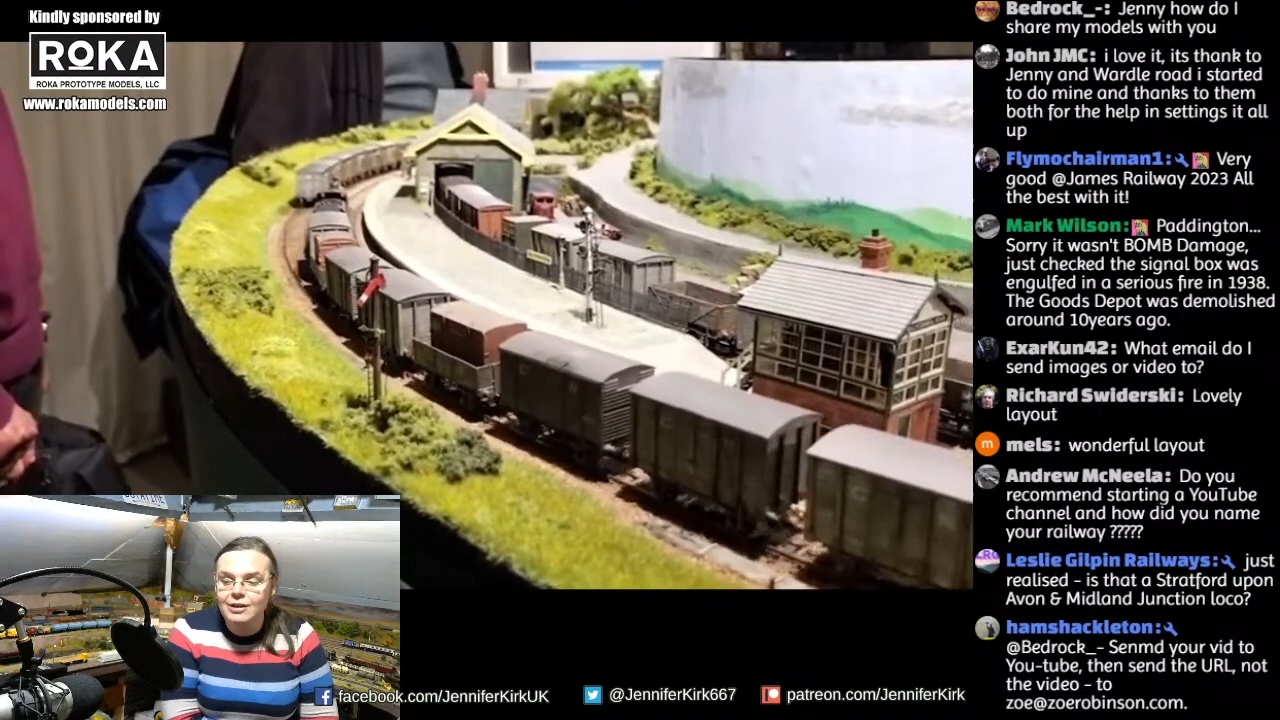 Kindly sponsored by
ROKA
ROKA PROTOTYPE MODELS, LLC
www.rokamodels.com
Bedrock_-: Jenny how do I
share my models with you
John JMC: i love it, its thank to
Jenny and Wardle road i started
to do mine and thanks to them
both for the help in settings it all
up
Flymochairman1: Very
good @James Railway 2023 All
the best with it!
Mark Wilson: Paddington...
Sorry it wasn't BOMB Damage,
just checked the signal box was
engulfed in a serious fire in 1938.
The Goods Depot was demolished
around 10years ago.
ExarKun42: What email do I
send images or video to?
Richard Swiderski: Lovely
layout
m
mels: wonderful layout
Andrew McNeela: Do you
recommend starting a YouTube
channel and how did you name
your railway ?????
Leslie Gilpin Railways: just
realised - is that a Stratford upon
Avon & Midland Junction loco?
hamshackleton:
@Bedrock_- Senmd your vid to
You-tube, then send the URL, not
the video - to
zoe@zoerobinson.com.
facebook.com/JenniferKirkUK
@JenniferKirk667
patreon.com/JenniferKirk